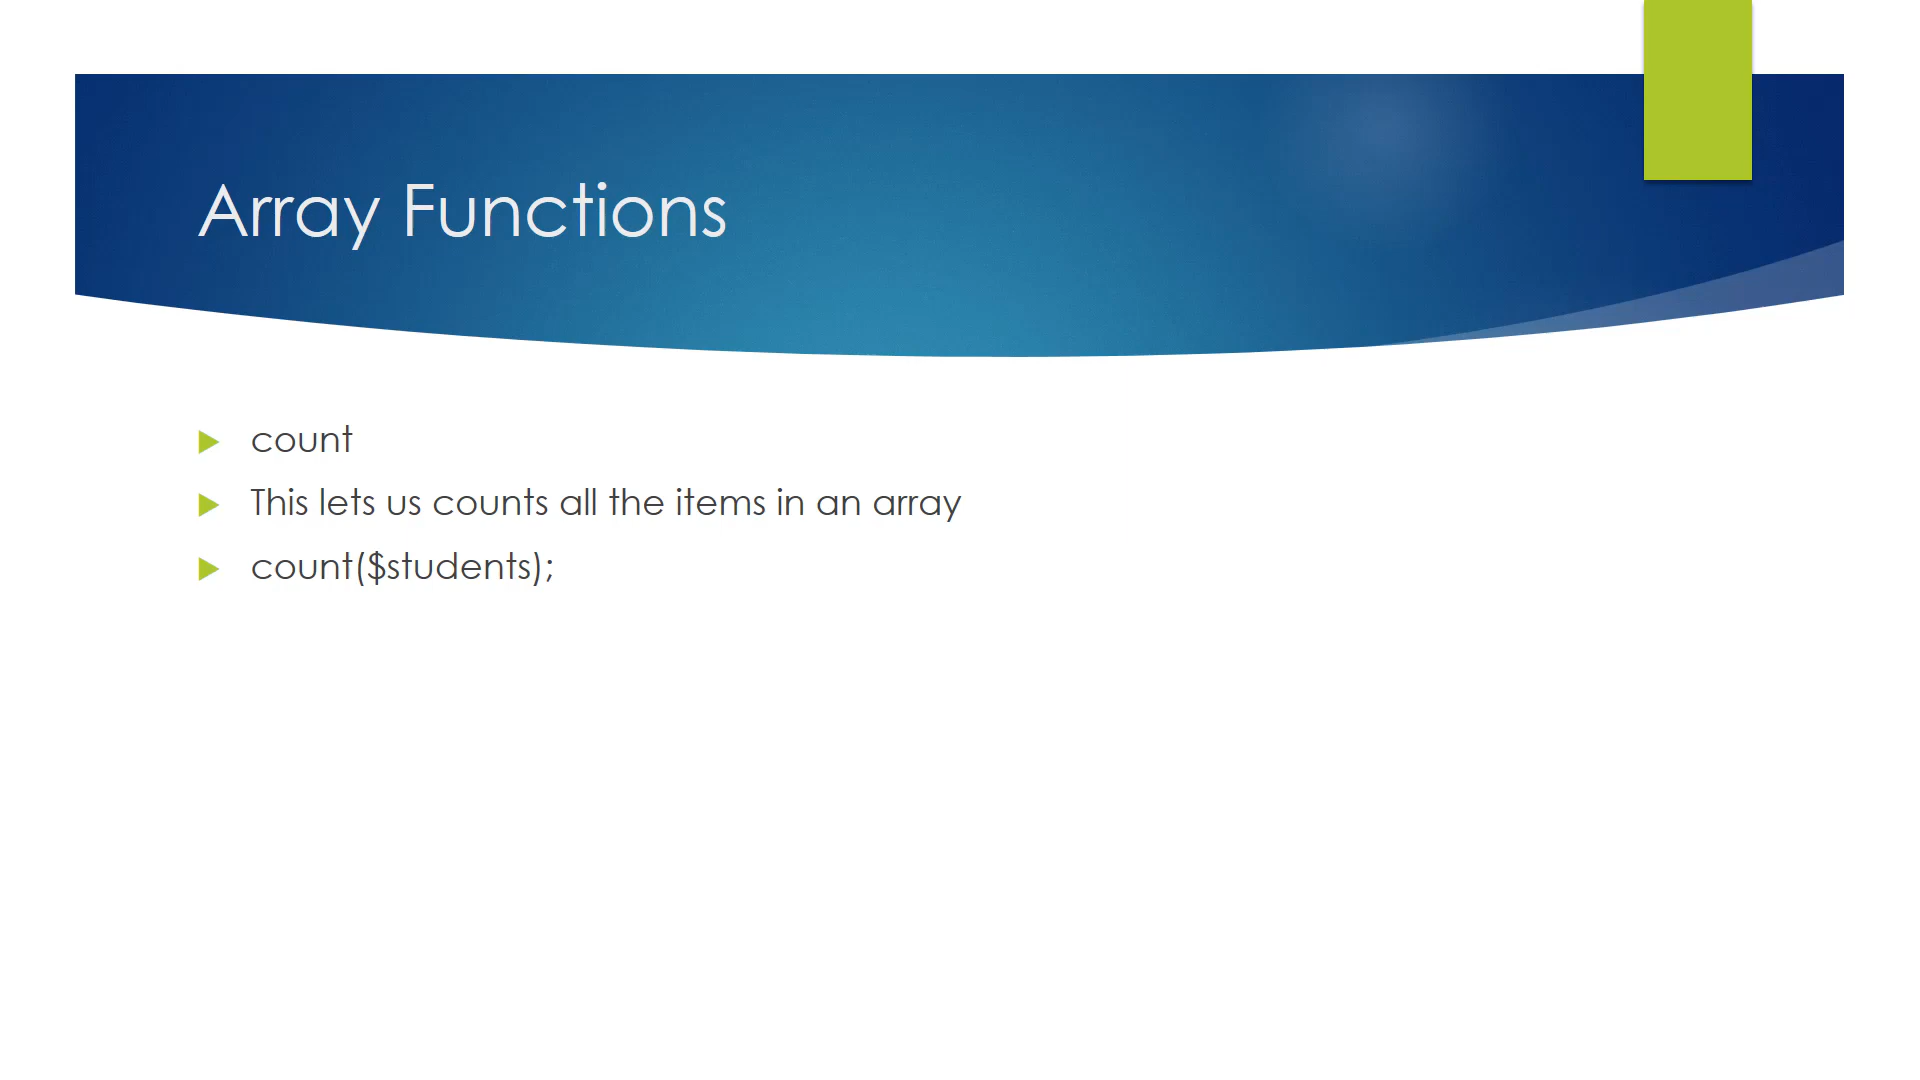 Array Functions
count
This lets us counts all the items in an array
count($students);